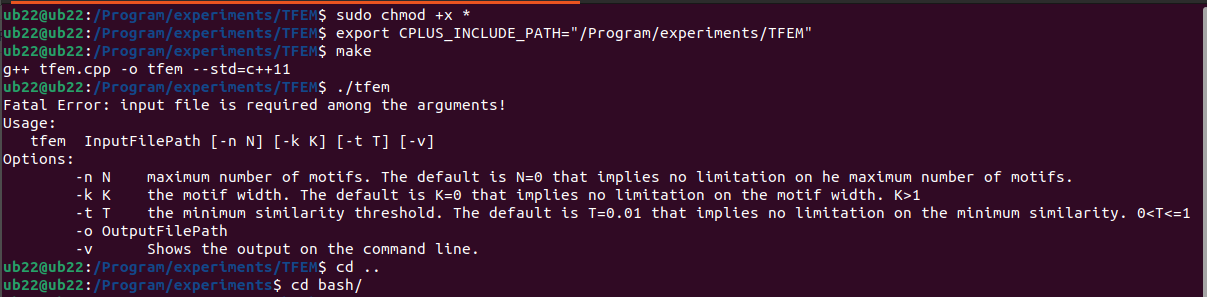 ub22@ub22:/Program/experiments/TFEM$ sudo chmod +x *
ub22@ub22:/Program/experiments/TFEM$ export CPLUS_INCLUDE_PATH="/Program/experiments/TFEM"
ub22@ub22:/Program/experiments/TFEM$ make
g++ tfem.cpp -o tfem --std=c++11
ub22@ub22:/Program/experiments/TFEM$ ./tfem
Fatal Error: input file is required among the arguments!
Usage:
   tfem  InputFilePath [-n N] [-k K] [-t T] [-v]
Options:
        -n N    maximum number of motifs. The default is N=0 that implies no limitation on he maximum number of motifs.
        -k K    the motif width. The default is K=0 that implies no limitation on the motif width. K>1
        -t T    the minimum similarity threshold. The default is T=0.01 that implies no limitation on the minimum similarity. 0<T<=1
        -o OutputFilePath
        -v      Shows the output on the command line.
ub22@ub22:/Program/experiments/TFEM$ cd ..
ub22@ub22:/Program/experiments$ cd bash/